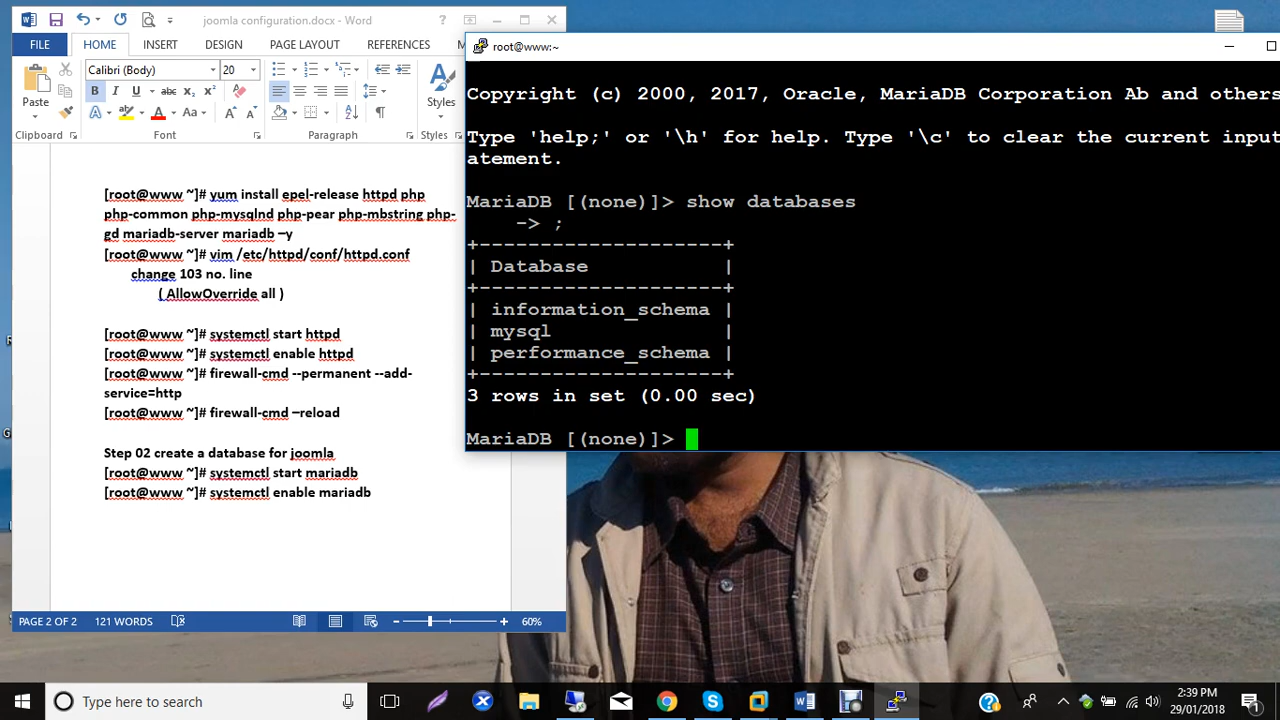 joomla configuration.docx - Word
FILE HOME INSERT DESIGN PAGE LAYOUT REFERENCES M
Calibri (Body) 20
Paste
Styles
Clipboard Font Paragraph Styles
[root@www ~]# yum install epel-release httpd php
php-common php-mysqlnd php-pear php-mbstring php-
gd mariadb-server mariadb –y
[root@www ~]# vim /etc/httpd/conf/httpd.conf
change 103 no. line
( AllowOverride all )
[root@www ~]# systemctl start httpd
[root@www ~]# systemctl enable httpd
[root@www ~]# firewall-cmd --permanent --add-
service=http
[root@www ~]# firewall-cmd –reload
Step 02 create a database for joomla
[root@www ~]# systemctl start mariadb
[root@www ~]# systemctl enable mariadb
PAGE 2 OF 2 121 WORDS 60%
root@www:~
Copyright (c) 2000, 2017, Oracle, MariaDB Corporation Ab and others
Type 'help;' or '\h' for help. Type '\c' to clear the current input
atement.
MariaDB [(none)]> show databases
-> ;
+--------------------+
| Database |
+--------------------+
| information_schema |
| mysql |
| performance_schema |
+--------------------+
3 rows in set (0.00 sec)
MariaDB [(none)]>
Type here to search
2:39 PM
29/01/2018